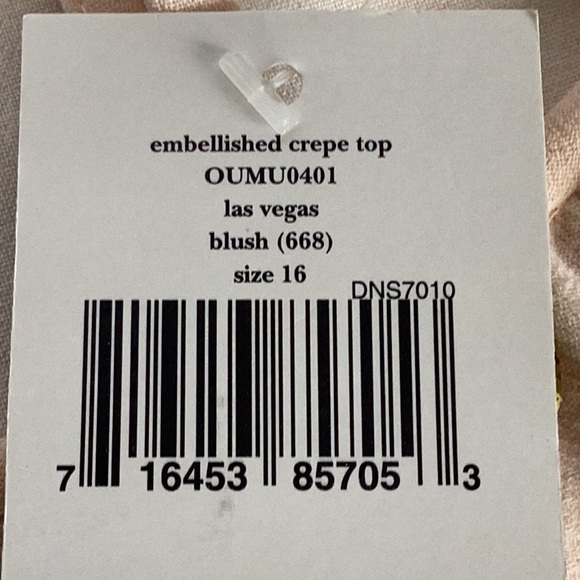 embellished crepe top
OUMU0401
las vegas
blush (668)
size 16
DNS7010
7 16453 85705 3